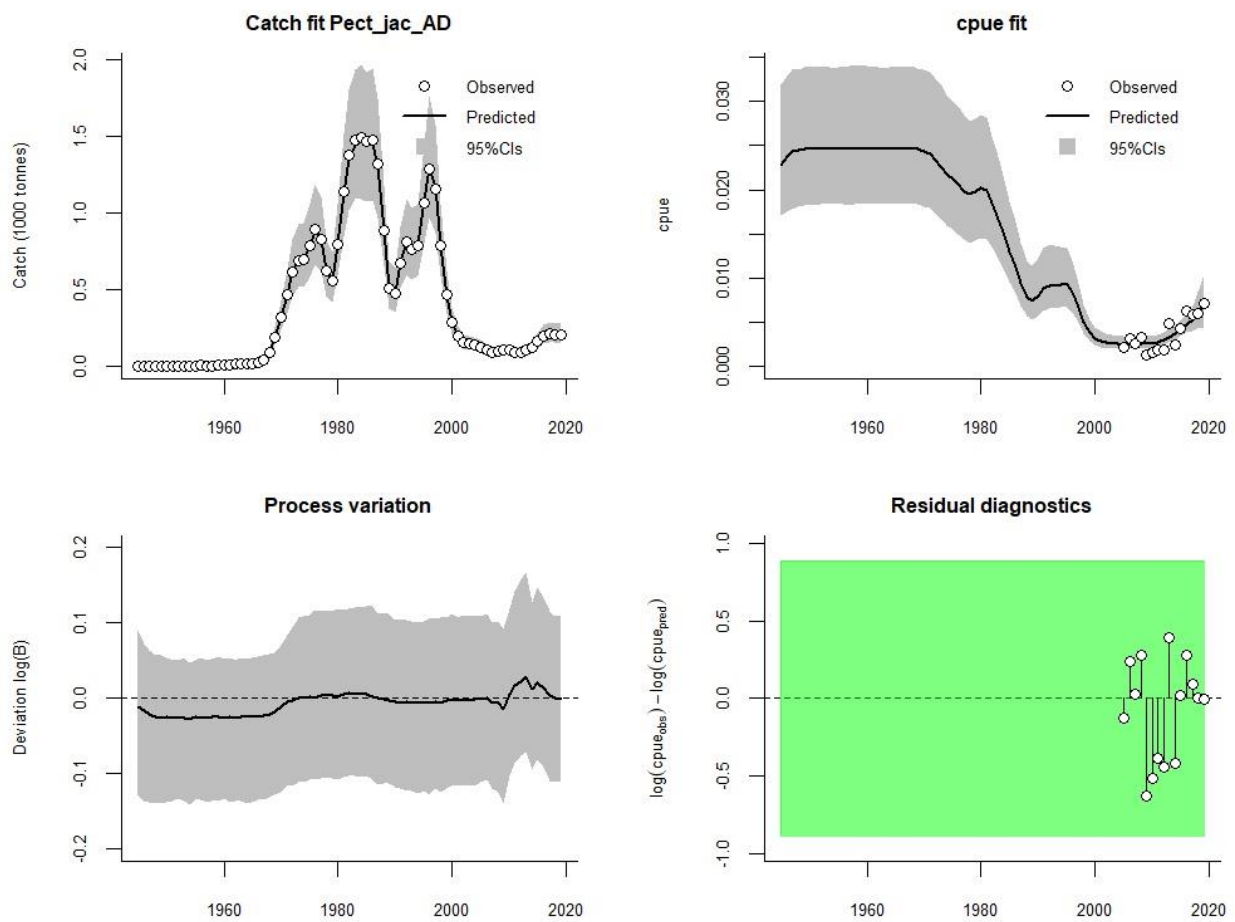 Catch fit Pect_jac_AD
Catch (1000 tonnes)
2.0
1.5
1.0
0.5
0.0
Observed
Predicted
95%CIs
1960
1980
2000
2020
cpue fit
cpue
0.030
0.020
0.010
0.000
Observed
Predicted
95%CIs
1960
1980
2000
2020
Process variation
Deviation log(B)
0.2
0.1
0.0
-0.1
-0.2
1960
1980
2000
2020
Residual diagnostics
log(cpue_obs) − log(cpue_pred)
1.0
0.5
0.0
-0.5
-1.0
1960
1980
2000
2020